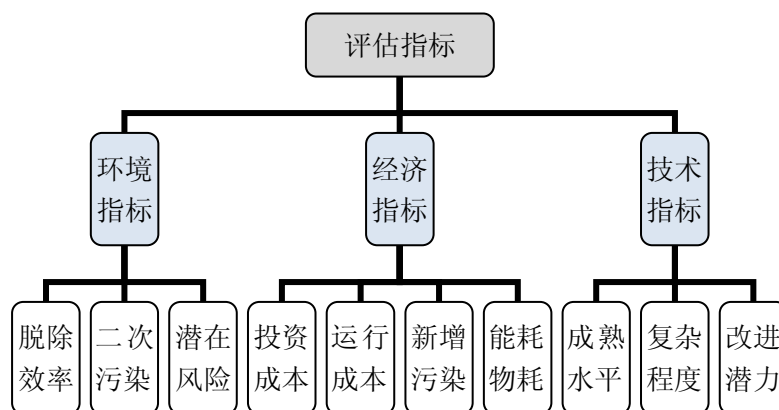 评估指标
环境
指标
经济
指标
技术
指标
脱除
效率
二次
污染
潜在
风险
投资
成本
运行
成本
新增
污染
能耗
物耗
成熟
水平
复杂
程度
改进
潜力